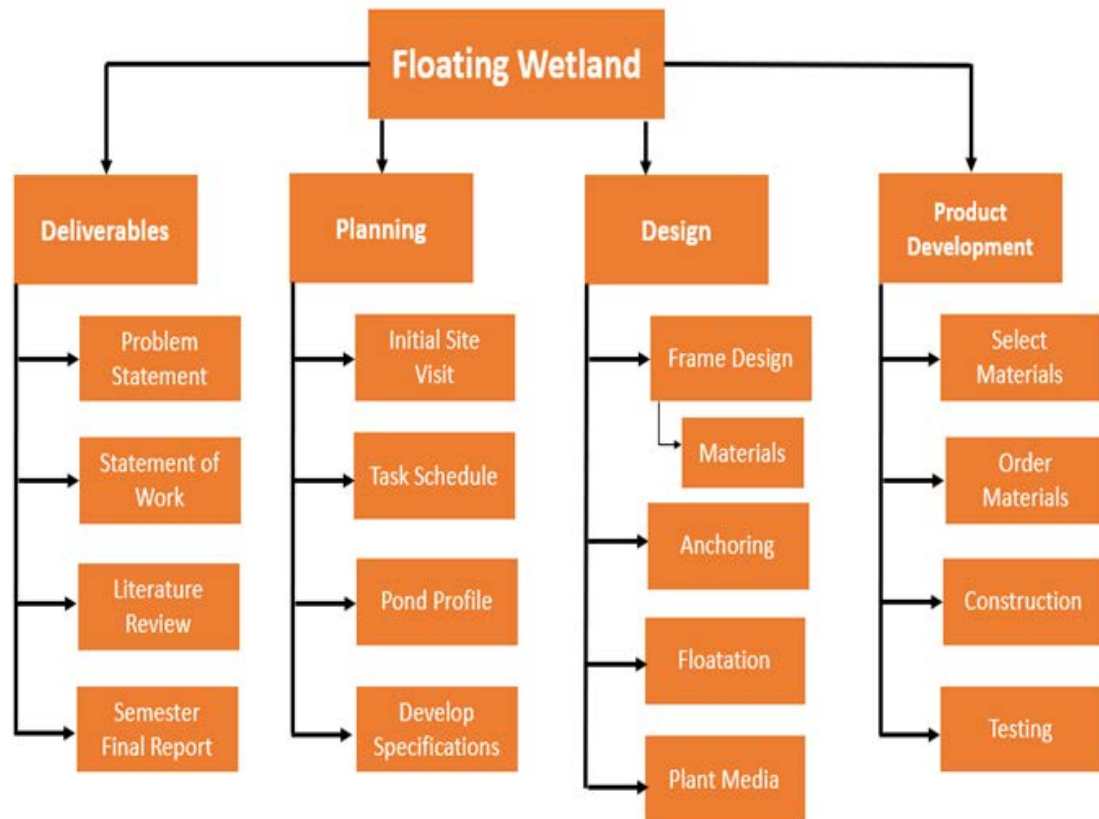 Floating Wetland
Deliverables
Problem
Statement
Statement of
Work
Literature
Review
Semester
Final Report
Planning
Initial Site
Visit
Task Schedule
Pond Profile
Develop
Specifications
Design
Frame Design
Materials
Anchoring
Floatation
Plant Media
Product
Development
Select
Materials
Order
Materials
Construction
Testing